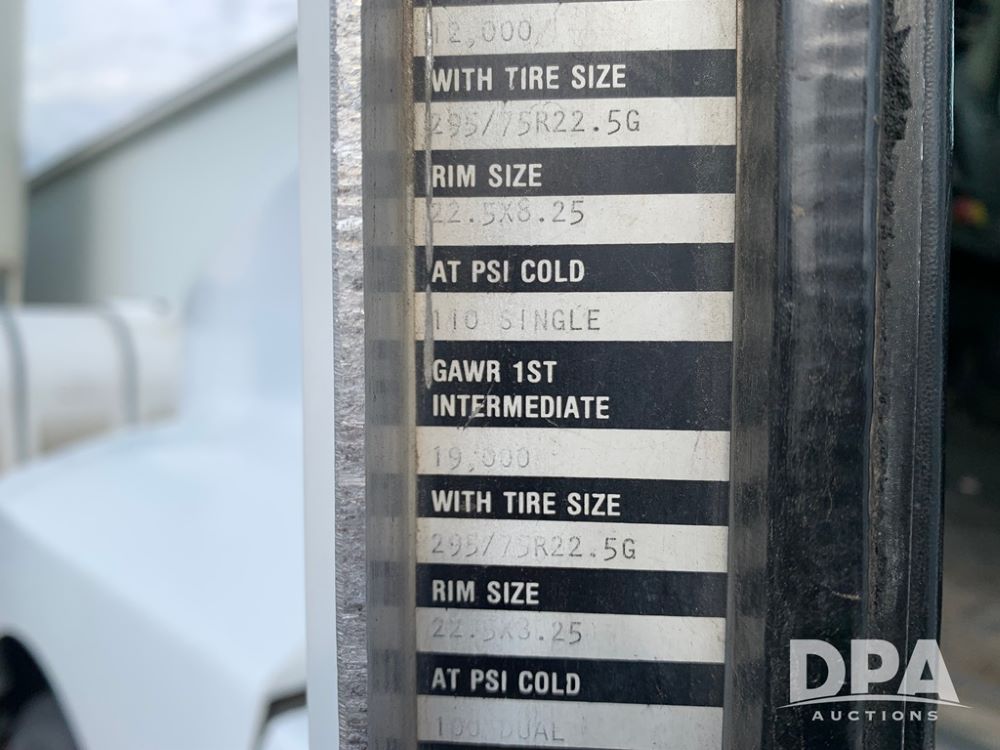 12,000
WITH TIRE SIZE
295/75R22.5G
RIM SIZE
22.5X8.25
AT PSI COLD
110 SINGLE
GAWR 1ST
INTERMEDIATE
19,000
WITH TIRE SIZE
295/75R22.5G
RIM SIZE
22.5X8.25
AT PSI COLD
100 DUAL
DPA
AUCTIONS